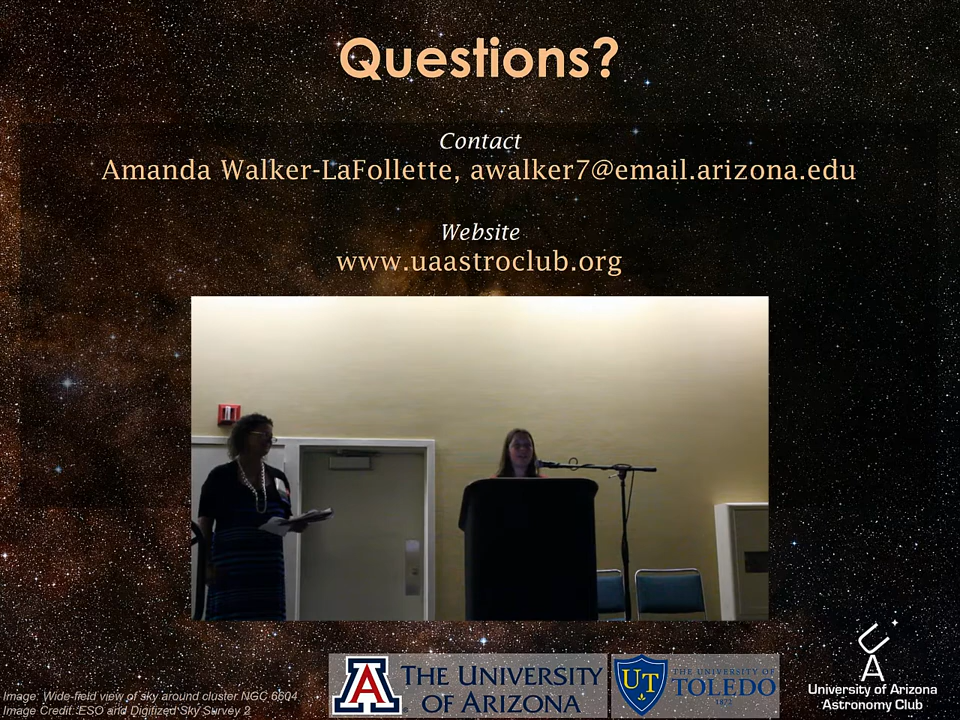 Questions?
Contact
Amanda Walker-LaFollette, awalker7@email.arizona.edu
Website
www.uaastroclub.org
Image: Wide-field view of sky around cluster NGC 6604
Image Credit: ESO and Digitized Sky Survey 2
A
THE UNIVERSITY
OF ARIZONA
UT
THE UNIVERSITY OF
TOLEDO
1872
UA
University of Arizona
Astronomy Club